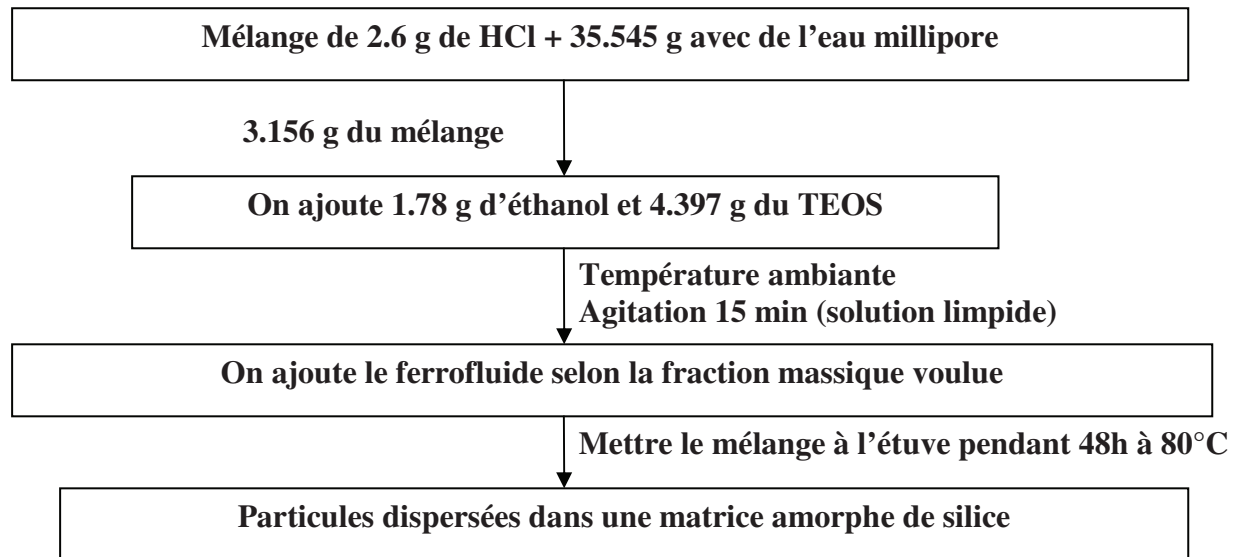 Mélange de 2.6 g de HCl + 35.545 g avec de l’eau millipore
3.156 g du mélange
On ajoute 1.78 g d’éthanol et 4.397 g du TEOS
Température ambiante
Agitation 15 min (solution limpide)
On ajoute le ferrofluide selon la fraction massique voulue
Mettre le mélange à l’étuve pendant 48h à 80°C
Particules dispersées dans une matrice amorphe de silice